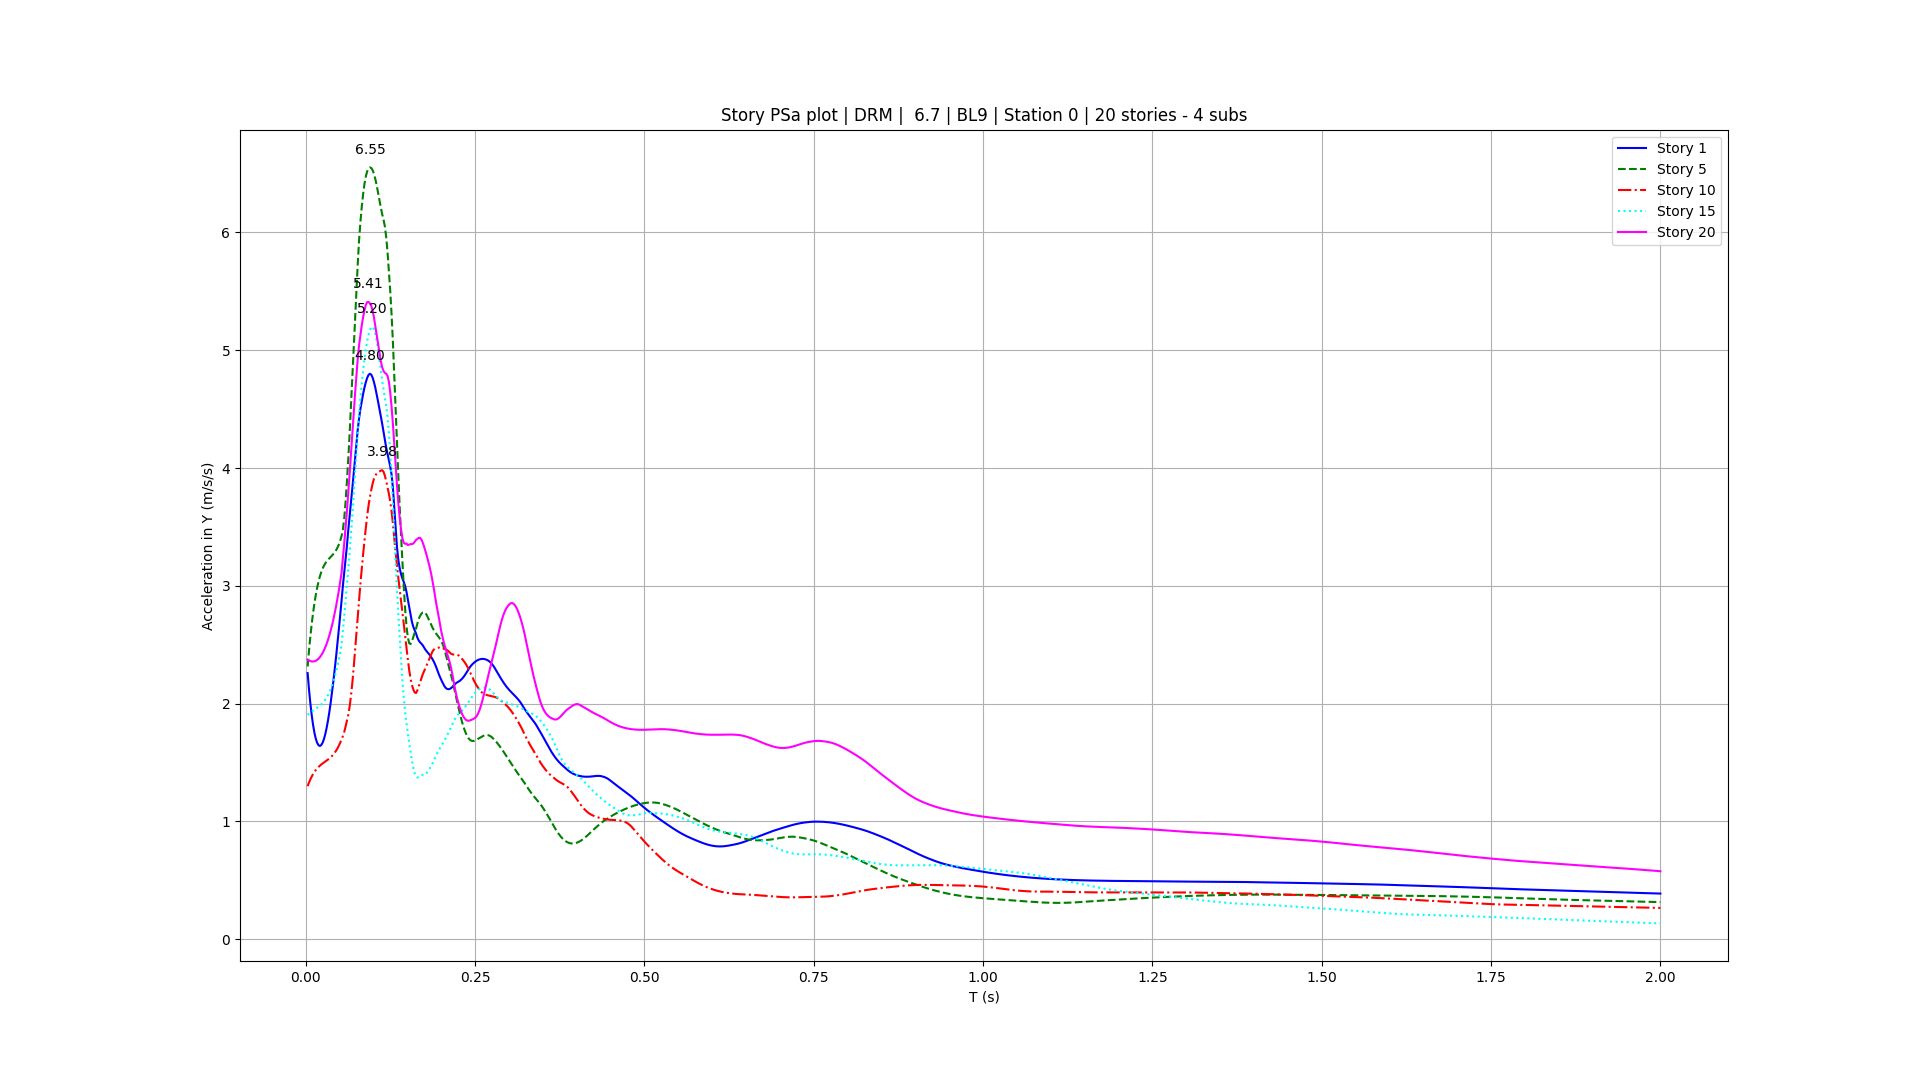 Story PSa plot | DRM |  6.7 | BL9 | Station 0 | 20 stories - 4 subs
Story 1
Story 5
Story 10
Story 15
Story 20
6.55
5.41
5.20
4.80
3.98
Acceleration in Y (m/s/s)
6
5
4
3
2
1
0
0.00 0.25 0.50 0.75 1.00 1.25 1.50 1.75 2.00
T (s)